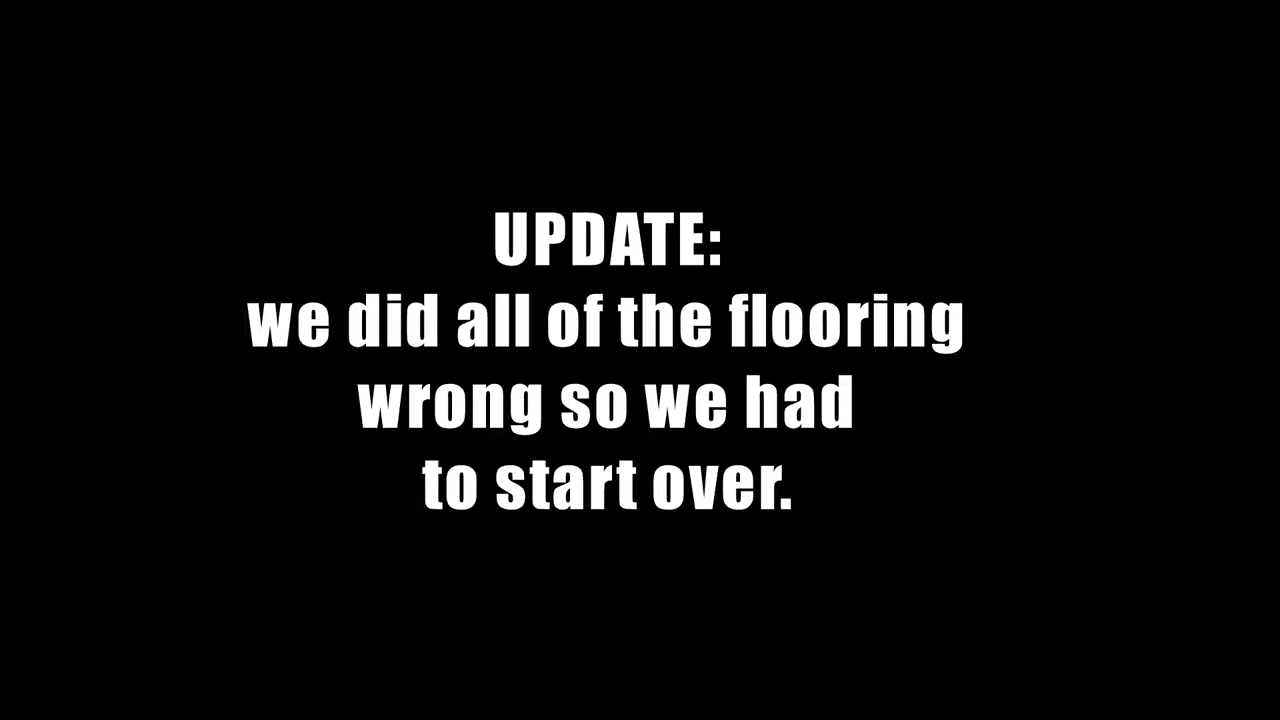 UPDATE:
we did all of the flooring
wrong so we had
to start over.